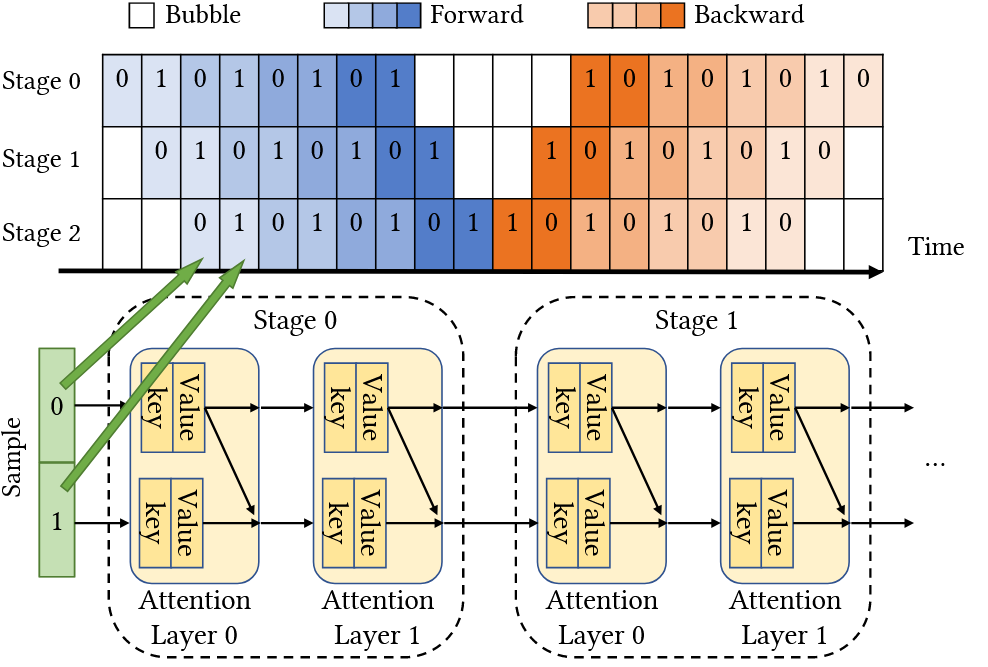 Bubble Forward Backward
Stage 0 0 1 0 1 0 1 0 1 1 0 1 0 1 0 1 0
Stage 1 0 1 0 1 0 1 0 1 1 0 1 0 1 0 1 0
Stage 2 0 1 0 1 0 1 0 1 1 0 1 0 1 0 1 0
Time
Stage 0 Stage 1
Sample
0
1
key Value key Value key Value key Value
key Value key Value key Value key Value
...
Attention Attention Attention Attention
Layer 0 Layer 1 Layer 0 Layer 1